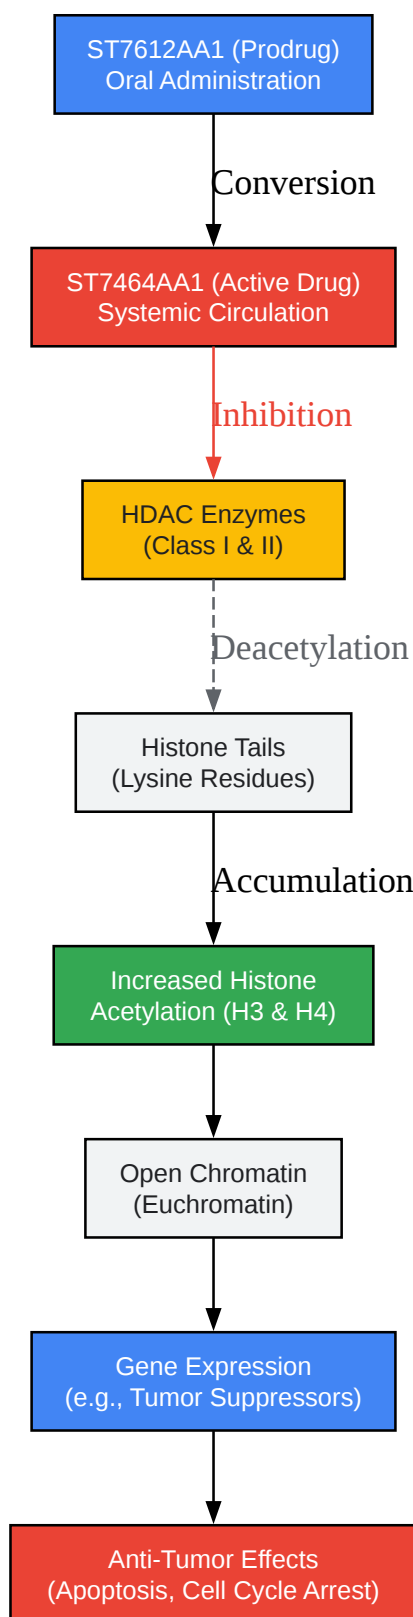 ST7612AA1 (Prodrug)
Oral Administration
Conversion
ST7464AA1 (Active Drug)
Systemic Circulation
Inhibition
HDAC Enzymes
(Class I & II)
Deacetylation
Histone Tails
(Lysine Residues)
Accumulation
Increased Histone
Acetylation (H3 & H4)
Open Chromatin
(Euchromatin)
Gene Expression
(e.g., Tumor Suppressors)
Anti-Tumor Effects
(Apoptosis, Cell Cycle Arrest)